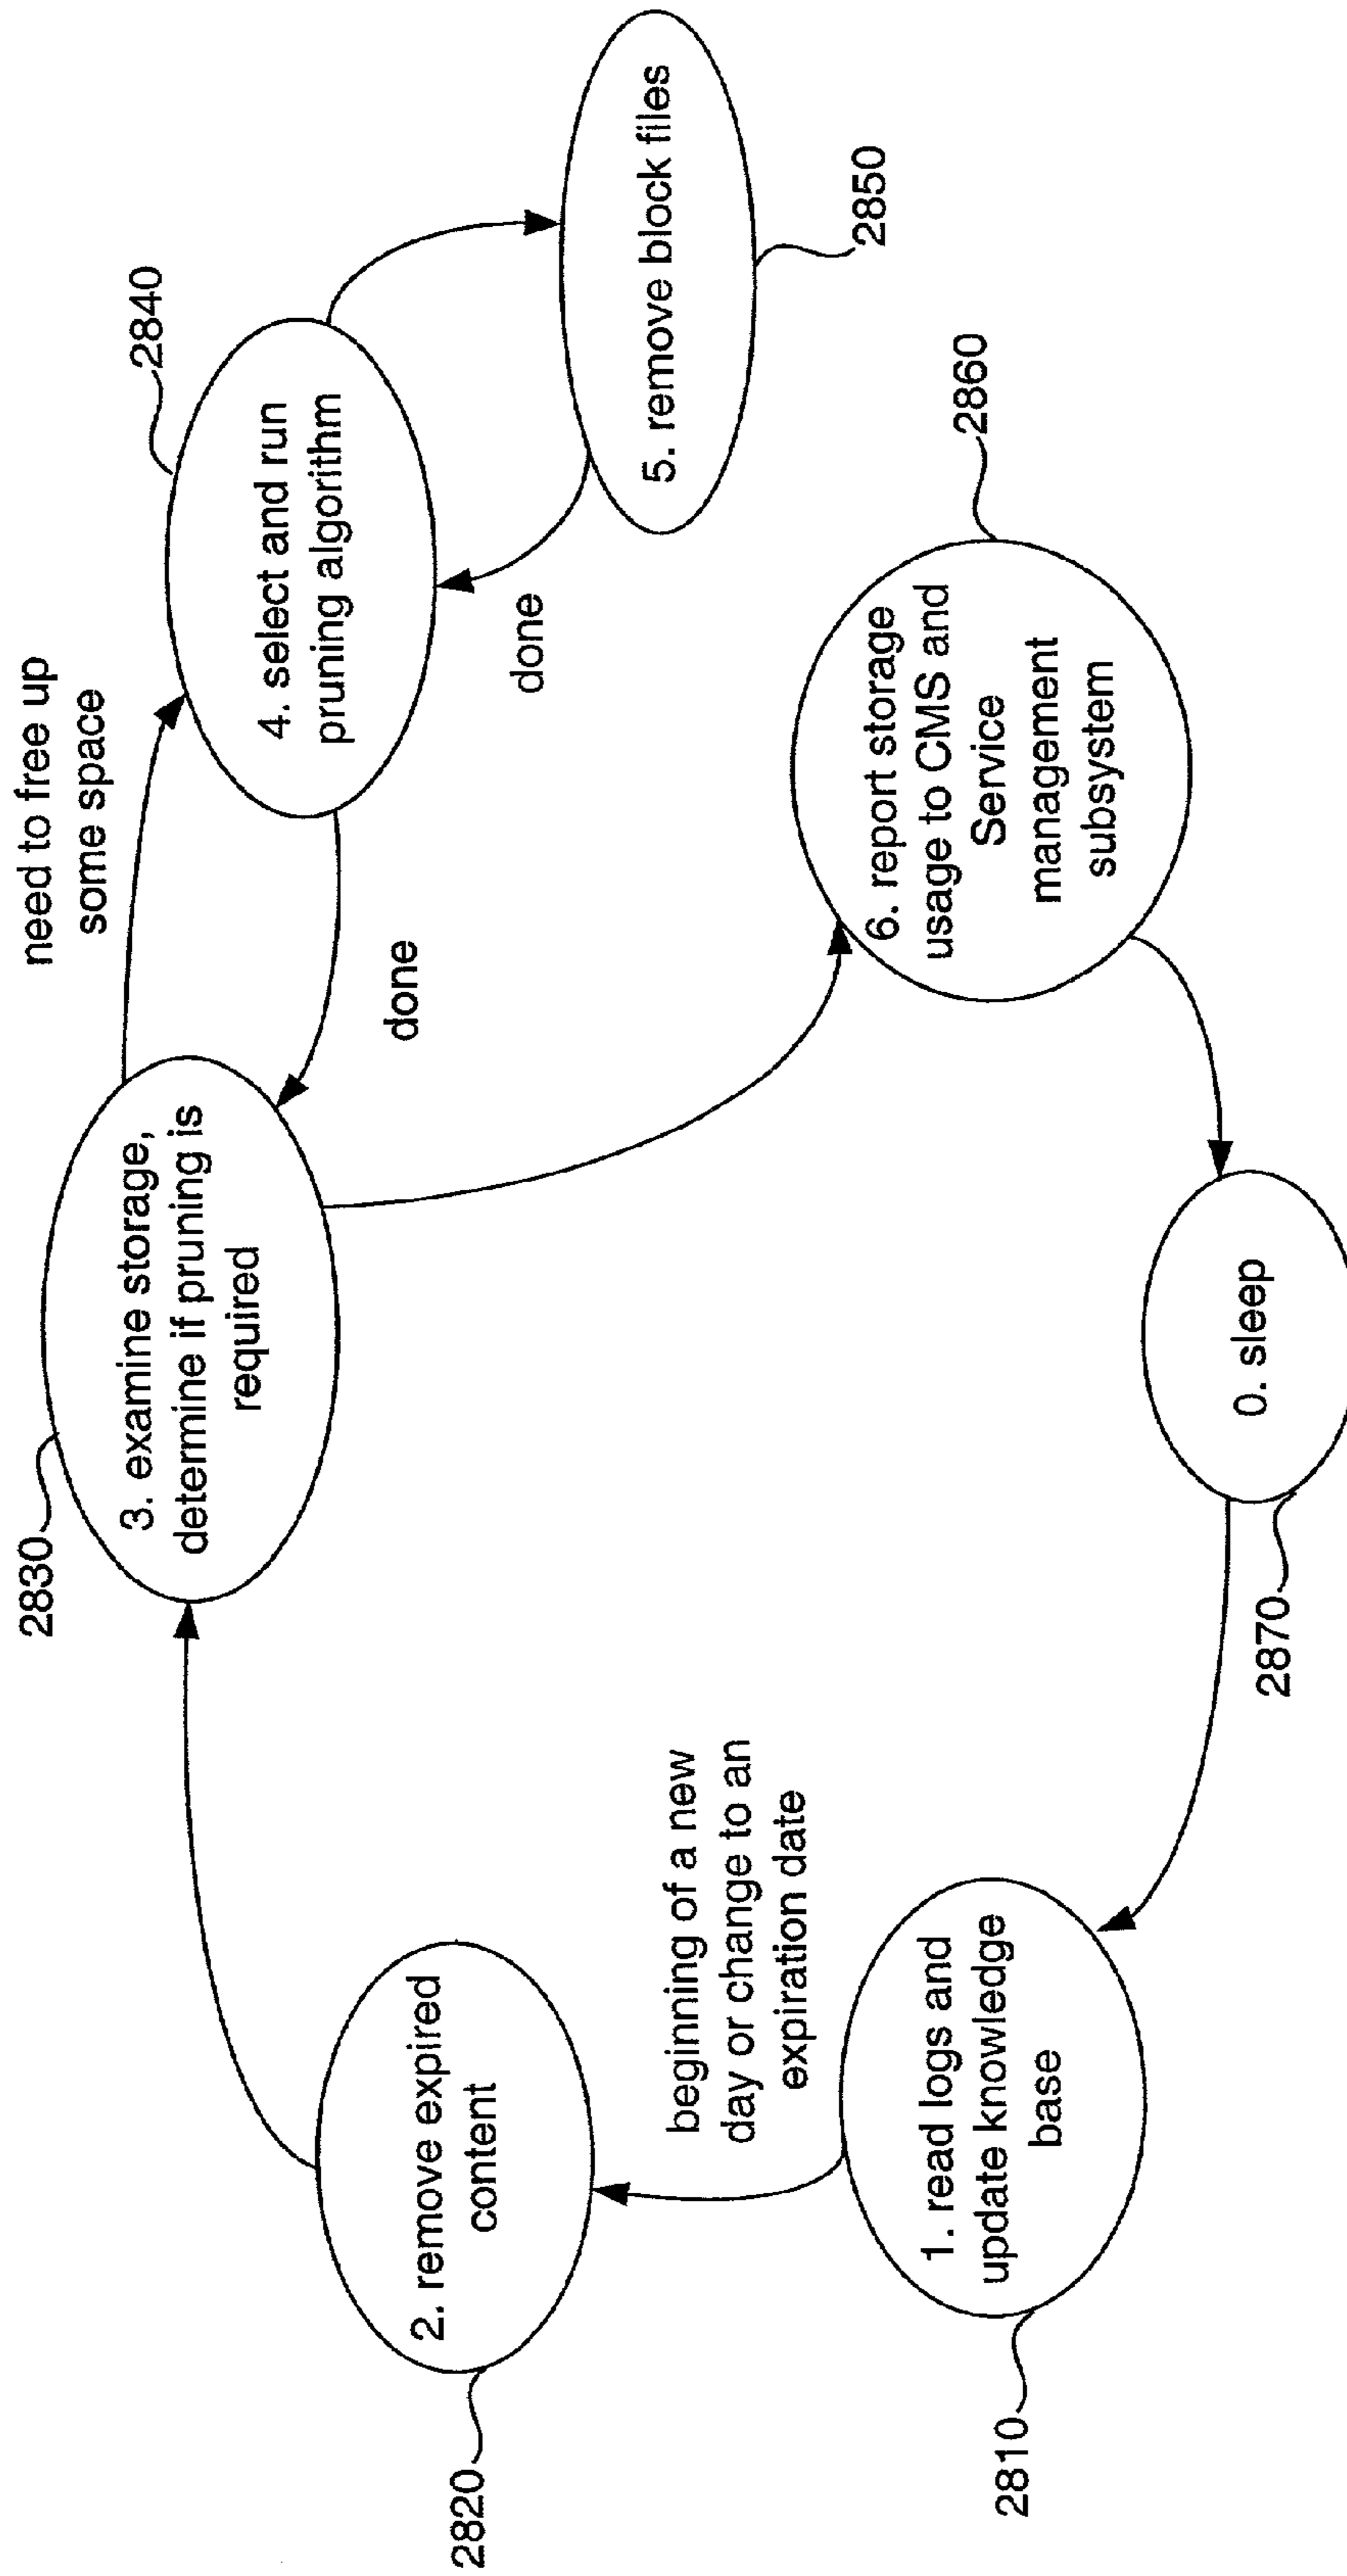 2830
3. examine storage,
determine if pruning is
required
need to free up
some space
2840
4. select and run
pruning algorithm
done
done
5. remove block files
2850
2820
2. remove expired
content
beginning of a new
day or change to an
expiration date
2860
6. report storage
usage to CMS and
Service
management
subsystem
2810
1. read logs and
update knowledge
base
2870
0. sleep